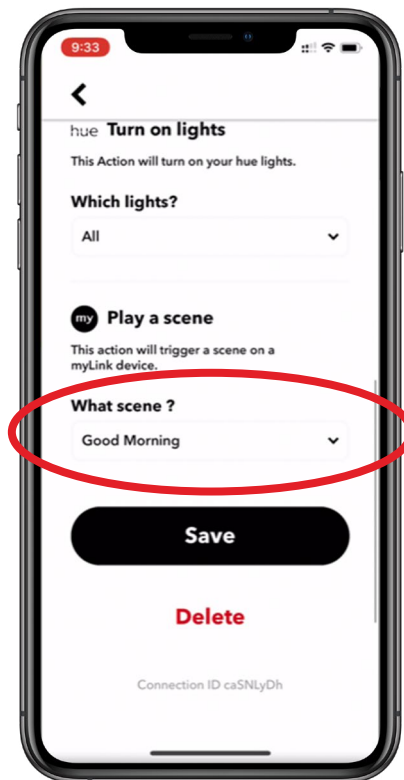 9:33
hue Turn on lights
This Action will turn on your hue lights.
Which lights?
All
my Play a scene
This action will trigger a scene on a
myLink device.
What scene ?
Good Morning
Save
Delete
Connection ID caSNLyDh